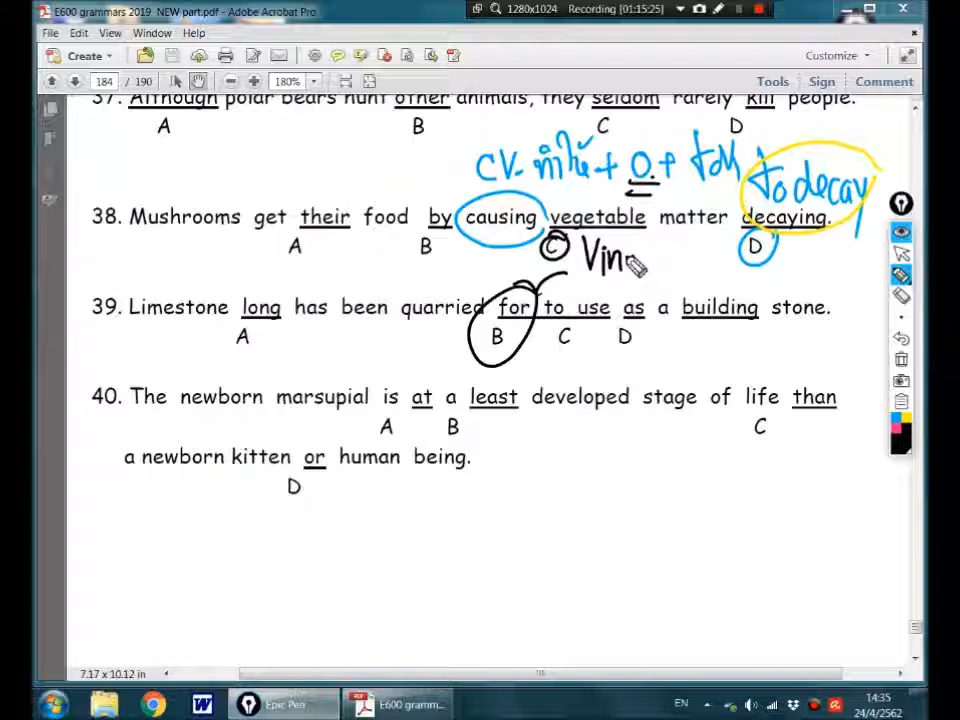 E600 grammars 2019 NEW part.pdf - Adobe Acrobat Pro
1280x1024 Recording [01:15:25]
File Edit View Window Help
Create Customize
184 / 190 180% Tools Sign Comment
37. Although polar bears hunt other animals, they seldom rarely kill people.
A B C D
CV. ทำให้ + O. + to V1
to decay
38. Mushrooms get their food by causing vegetable matter decaying.
A B C D
Vin
39. Limestone long has been quarried for to use as a building stone.
A B C D
40. The newborn marsupial is at a least developed stage of life than
A B C
a newborn kitten or human being.
D
7.17 x 10.12 in
Epic Pen E600 gramm... EN 14:35
24/4/2562